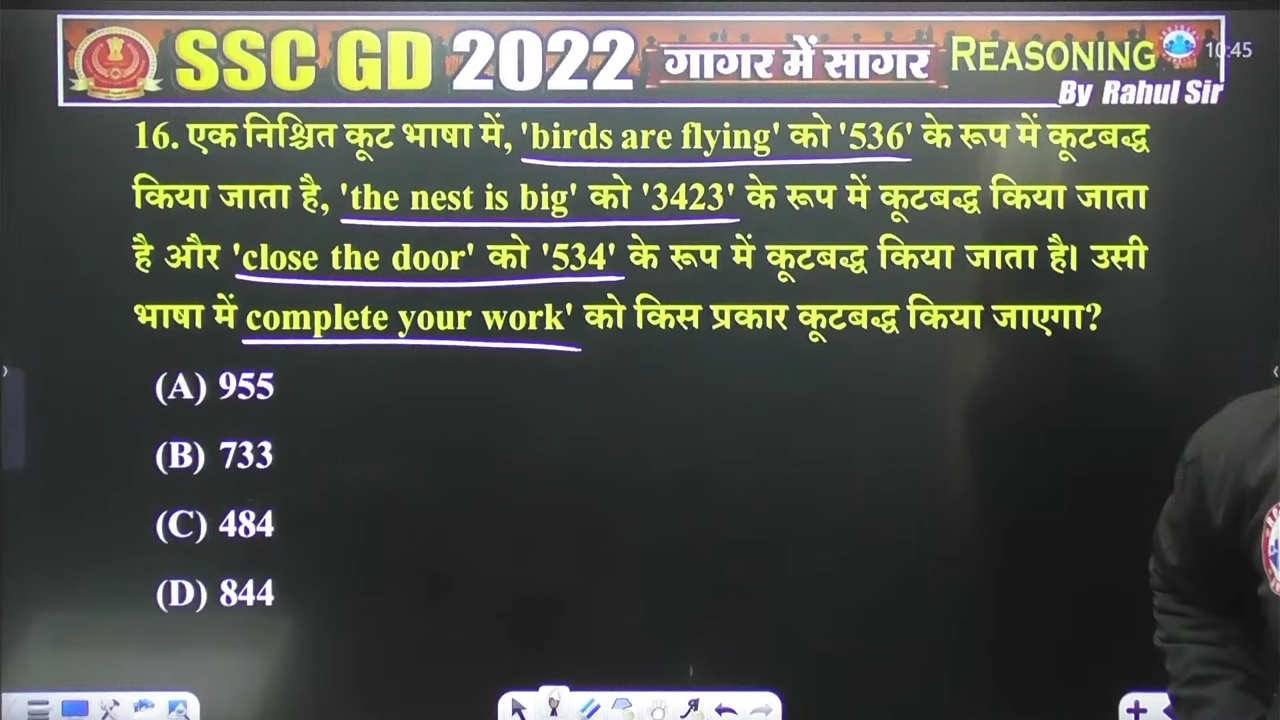 SSC GD 2022 गागर में सागर REASONING
10:45
By Rahul Sir
16. एक निश्चित कूट भाषा में, 'birds are flying' को '536' के रूप में कूटबद्ध
किया जाता है, 'the nest is big' को '3423' के रूप में कूटबद्ध किया जाता
है और 'close the door' को '534' के रूप में कूटबद्ध किया जाता है। उसी
भाषा में complete your work' को किस प्रकार कूटबद्ध किया जाएगा?
(A) 955
(B) 733
(C) 484
(D) 844